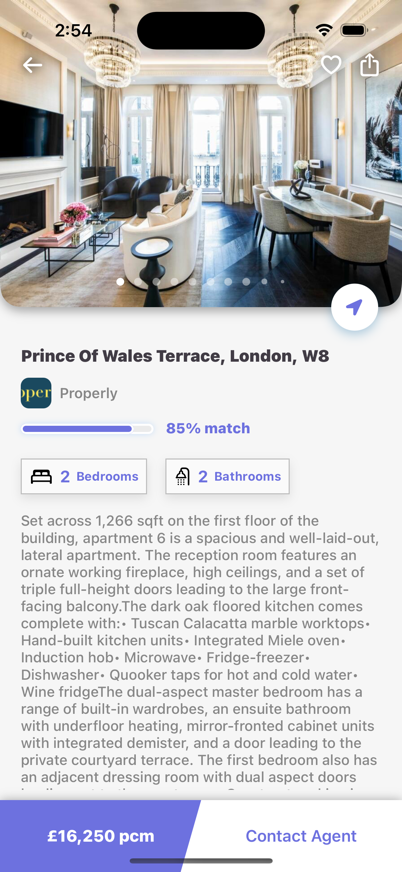 2:54
Prince Of Wales Terrace, London, W8
oper
Properly
85% match
2 Bedrooms
2 Bathrooms
Set across 1,266 sqft on the first floor of the
building, apartment 6 is a spacious and well-laid-out,
lateral apartment. The reception room features an
ornate working fireplace, high ceilings, and a set of
triple full-height doors leading to the large front-
facing balcony.The dark oak floored kitchen comes
complete with:• Tuscan Calacatta marble worktops•
Hand-built kitchen units• Integrated Miele oven•
Induction hob• Microwave• Fridge-freezer•
Dishwasher• Quooker taps for hot and cold water•
Wine fridgeThe dual-aspect master bedroom has a
range of built-in wardrobes, an ensuite bathroom
with underfloor heating, mirror-fronted cabinet units
with integrated demister, and a door leading to the
private courtyard terrace. The first bedroom also has
an adjacent dressing room with dual aspect doors
£16,250 pcm
Contact Agent